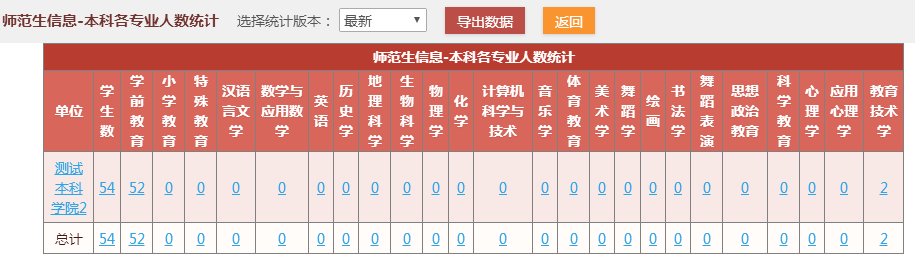 师范生信息-本科各专业人数统计 选择统计版本： 最新 导出数据 返回
师范生信息-本科各专业人数统计
单位 学生数 学前教育 小学教育 特殊教育 汉语言文学 数学与应用数学 英语 历史学 地理科学 生物科学 物理学 化学 计算机科学与技术 音乐学 体育教育 美术学 舞蹈学 绘画 书法学 舞蹈表演 思想政治教育 科学教育 心理学 应用心理学 教育技术学
测试本科学院2 54 52 0 0 0 0 0 0 0 0 0 0 0 0 0 0 0 0 0 0 0 0 0 0 2
总计 54 52 0 0 0 0 0 0 0 0 0 0 0 0 0 0 0 0 0 0 0 0 0 0 2